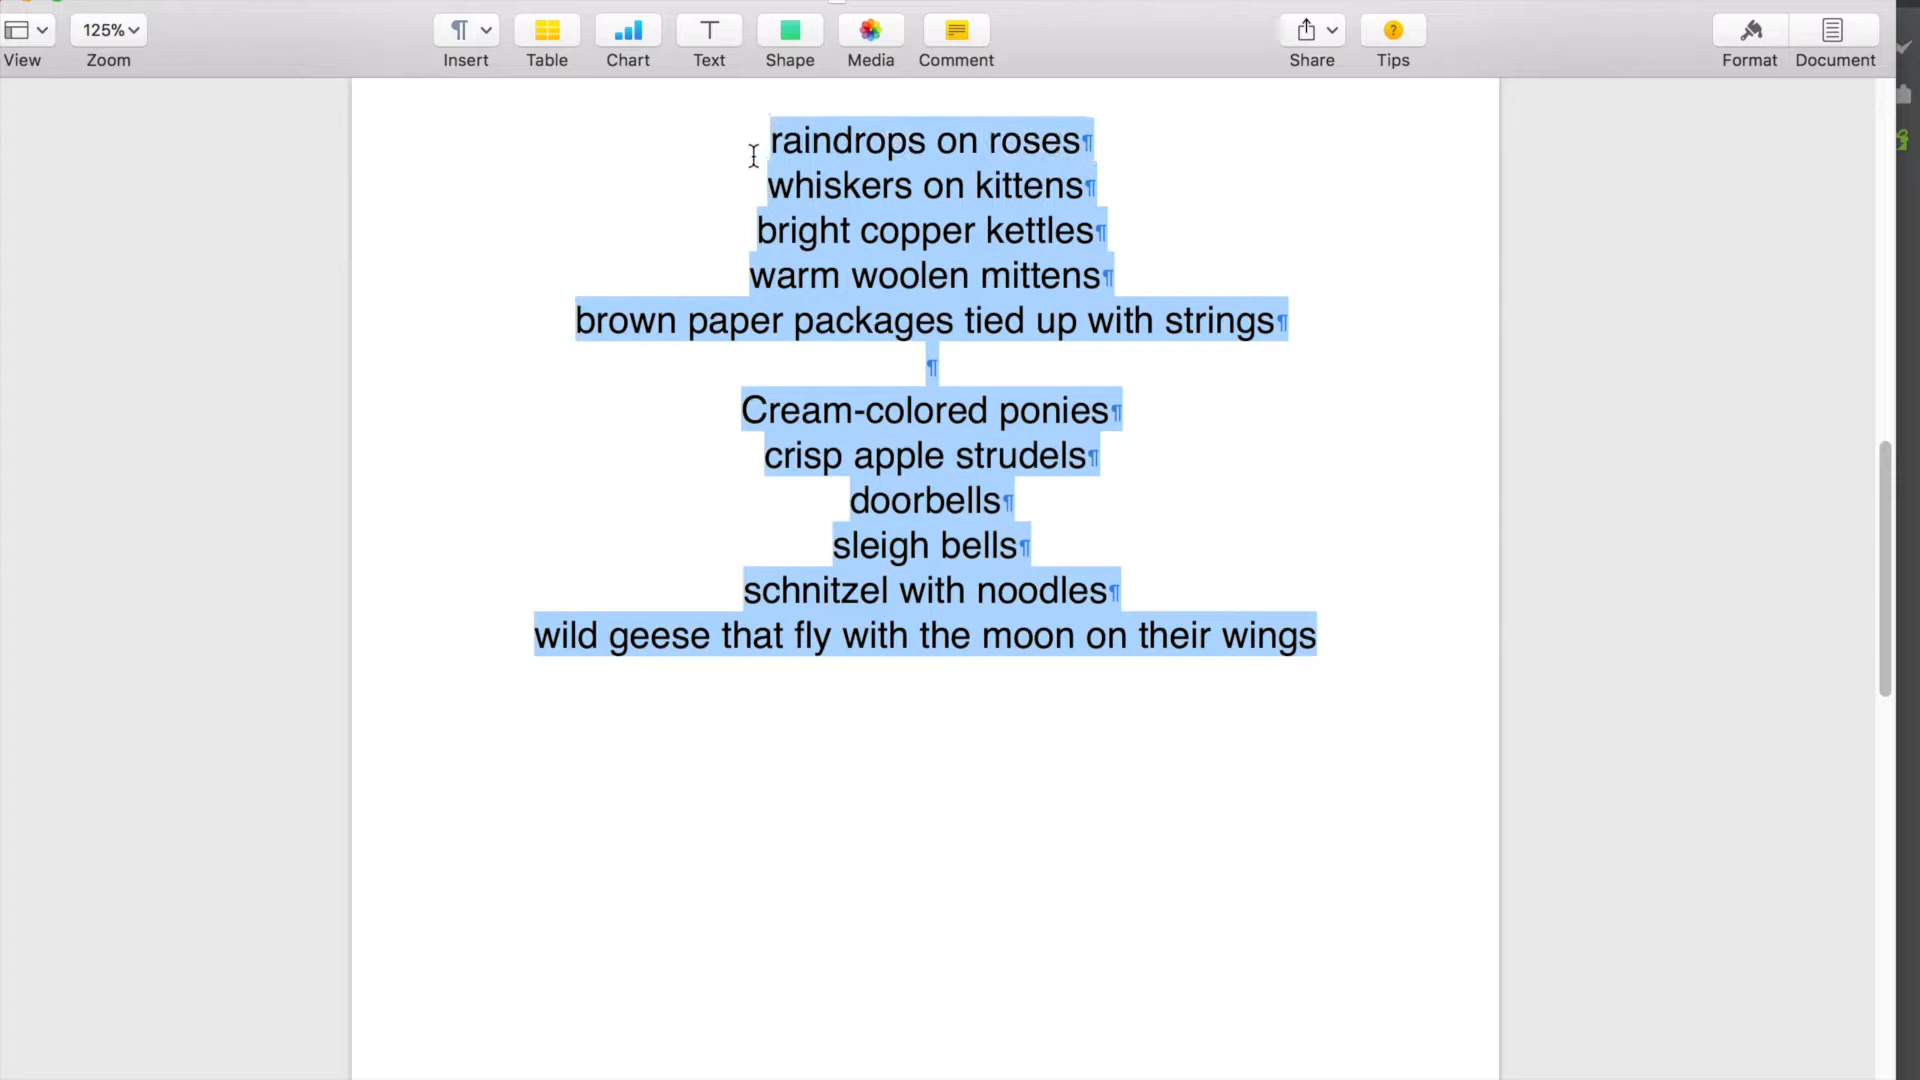 125%
View
Zoom
Insert
Table
Chart
Text
Shape
Media
Comment
Share
Tips
Format
Document
raindrops on roses¶
whiskers on kittens¶
bright copper kettles¶
warm woolen mittens¶
brown paper packages tied up with strings¶
¶
Cream-colored ponies¶
crisp apple strudels¶
doorbells¶
sleigh bells¶
schnitzel with noodles¶
wild geese that fly with the moon on their wings